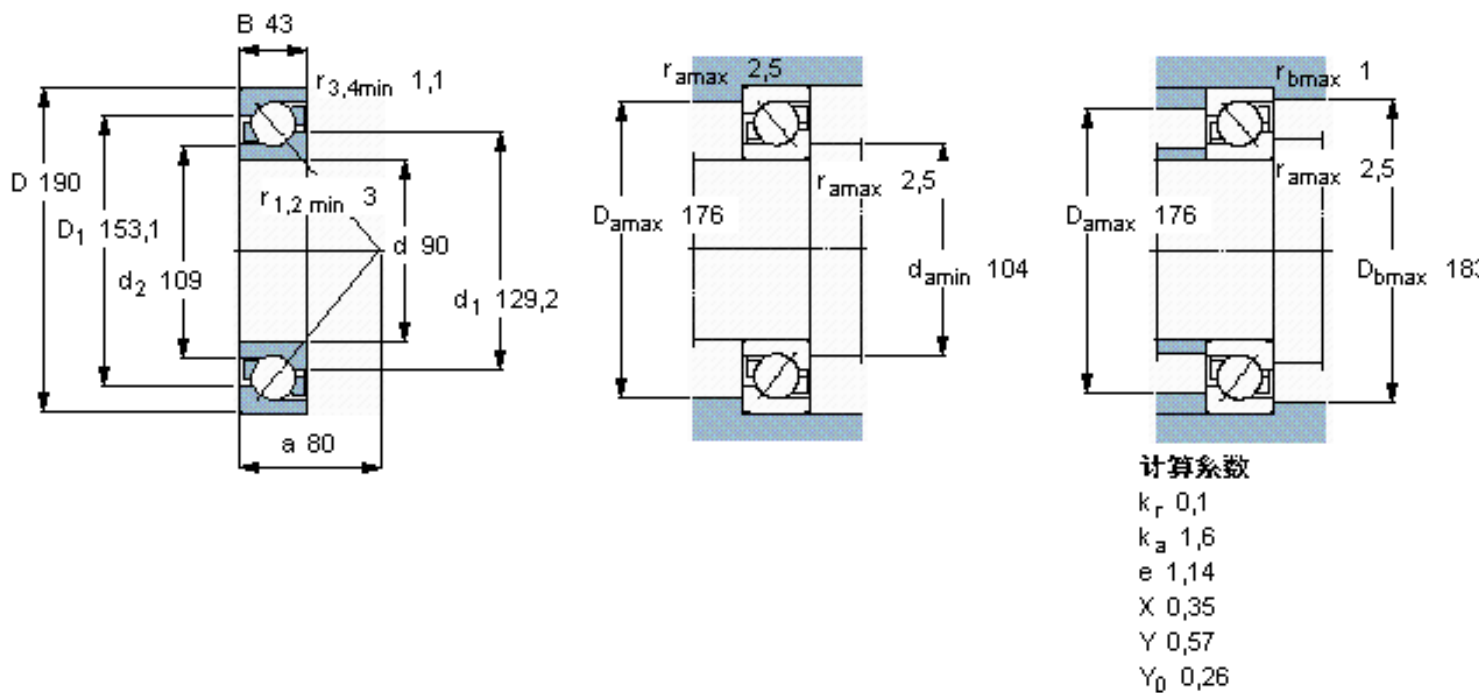 B 43
r3,4min 1,1
D 190
D1 153,1
d2 109
r1,2 min 3
d 90
d1 129,2
a 80
ramax 2,5
ramax 2,5
Damax 176
damin 104
rbmax 1
ramax 2,5
Damax 176
Dbmax 183
计算系数
kr 0,1
ka 1,6
e 1,14
X 0,35
Y 0,57
Y0 0,26